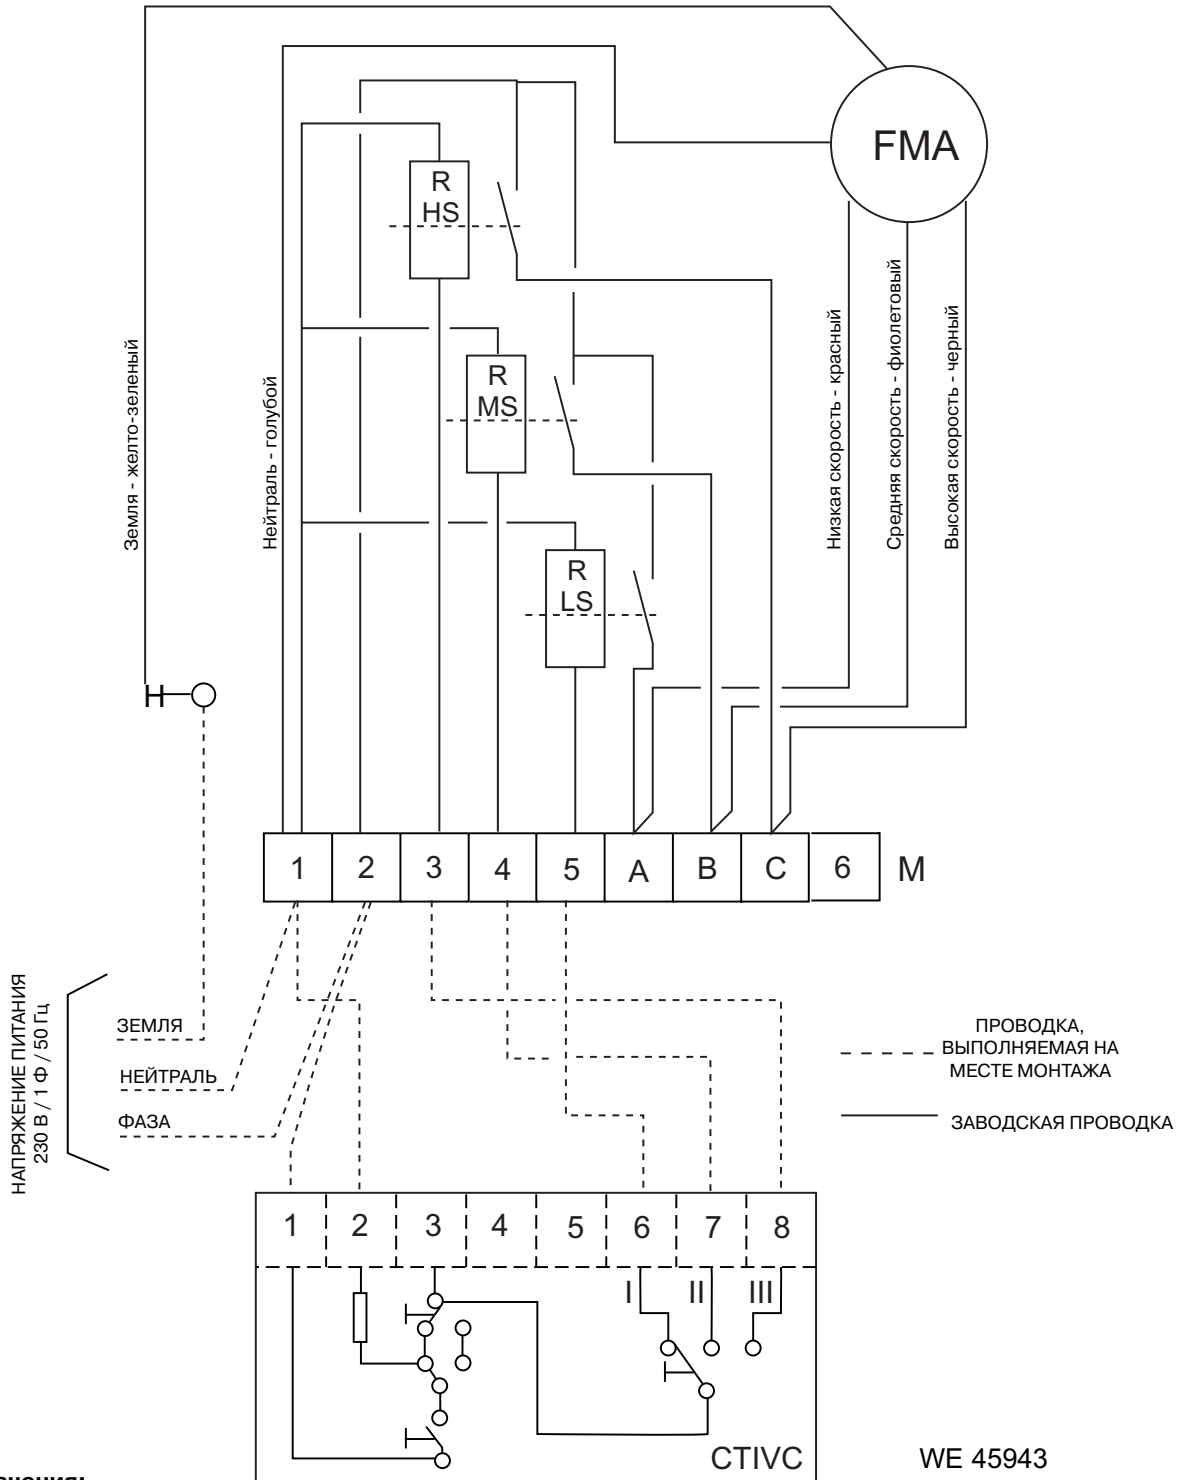 FMA
R
HS
R
MS
R
LS
Земля - желто-зеленый
Нейтраль - голубой
Низкая скорость - красный
Средняя скорость - фиолетовый
Высокая скорость - черный
H
1 2 3 4 5 A B C 6 M
НАПРЯЖЕНИЕ ПИТАНИЯ
230 В / 1 Ф / 50 Гц
ЗЕМЛЯ
НЕЙТРАЛЬ
ФАЗА
ПРОВОДКА,
ВЫПОЛНЯЕМАЯ НА
МЕСТЕ МОНТАЖА
ЗАВОДСКАЯ ПРОВОДКА
1 2 3 4 5 6 7 8
I II III
CTIVC
WE 45943